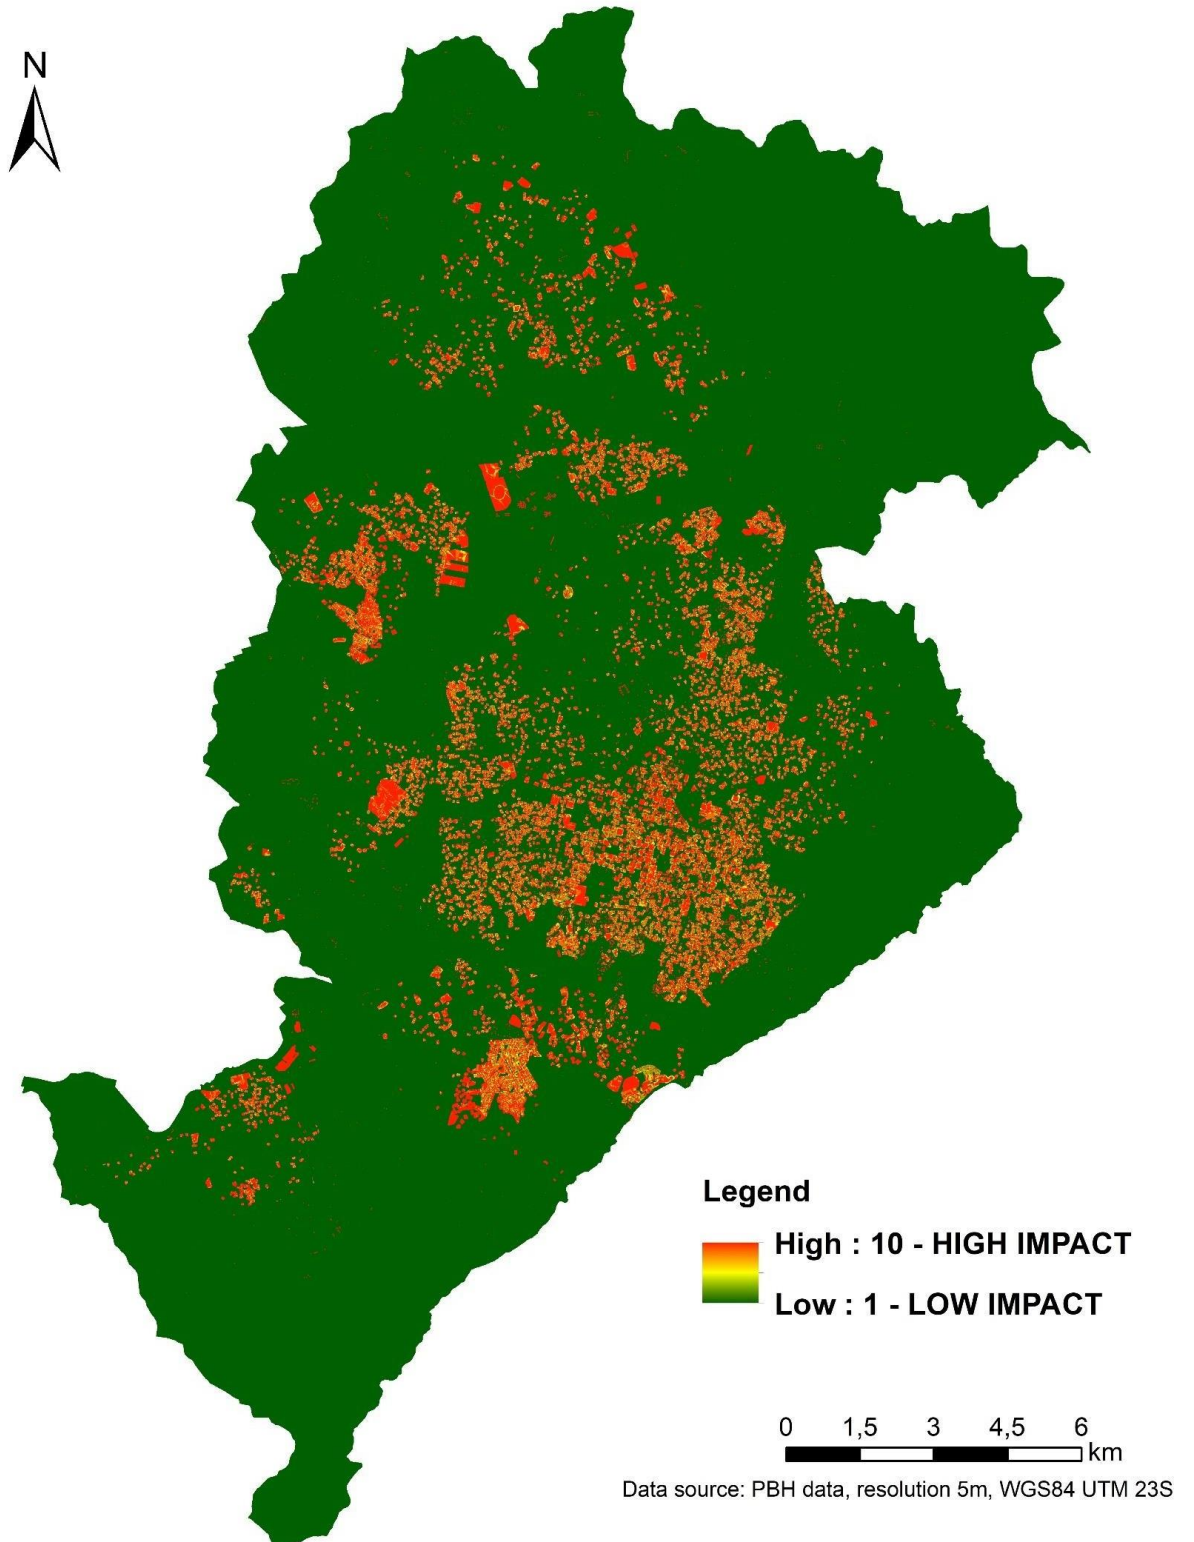 N
Legend
High : 10 - HIGH IMPACT
Low : 1 - LOW IMPACT
0 1,5 3 4,5 6
km
Data source: PBH data, resolution 5m, WGS84 UTM 23S